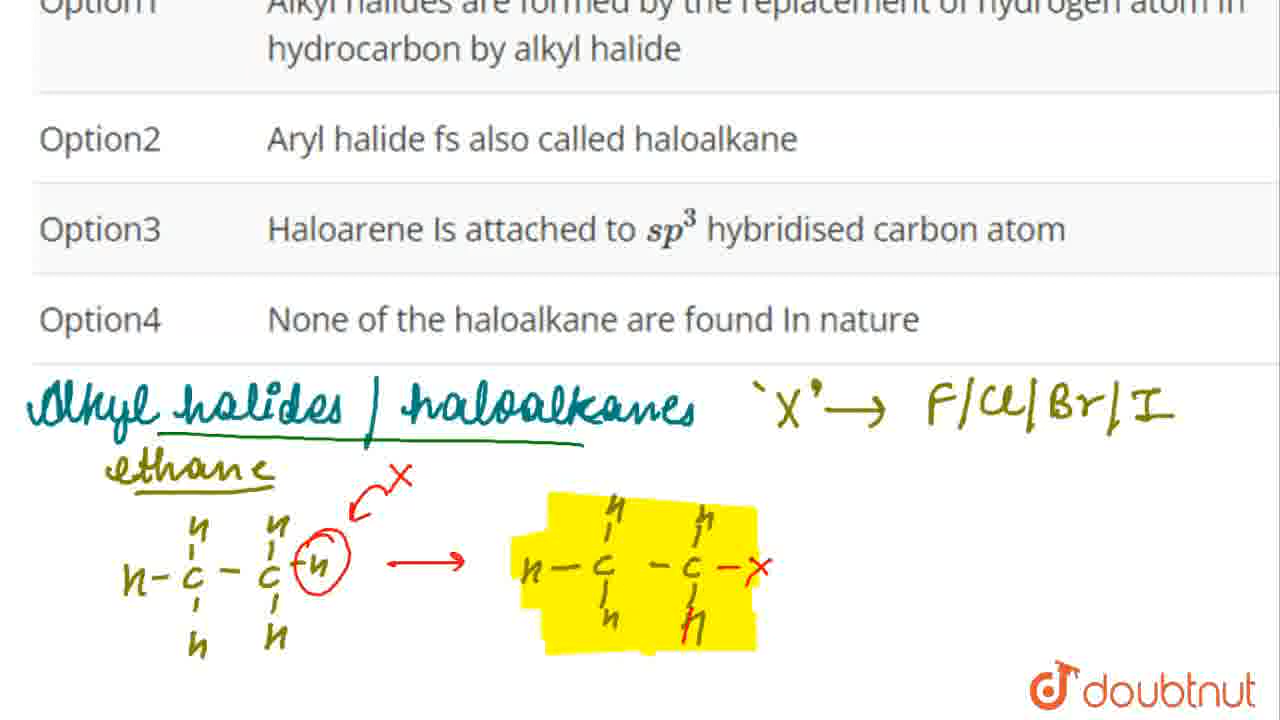 Option1 Alkyl halides are formed by the replacement of hydrogen atom in
hydrocarbon by alkyl halide
Option2 Aryl halide fs also called haloalkane
Option3 Haloarene Is attached to sp³ hybridised carbon atom
Option4 None of the haloalkane are found In nature
Alkyl halides / haloalkanes 'X' → F/Cl/Br/I
ethane X
H H H H
H - C - C - H → H - C - C - X
H H H H
doubtnut